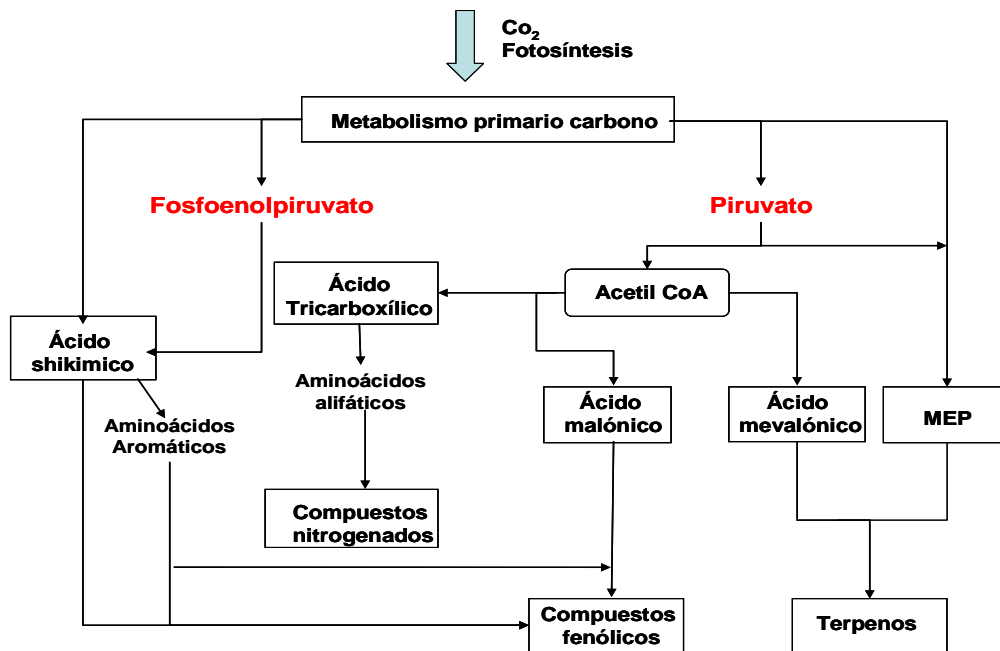 Co2
Fotosíntesis
Metabolismo primario carbono
Fosfoenolpiruvato
Piruvato
Ácido
Tricarboxílico
Acetil CoA
Ácido
shikimico
Aminoácidos
alifáticos
Ácido
malónico
Ácido
mevalónico
MEP
Aminoácidos
Aromáticos
Compuestos
nitrogenados
Compuestos
fenólicos
Terpenos